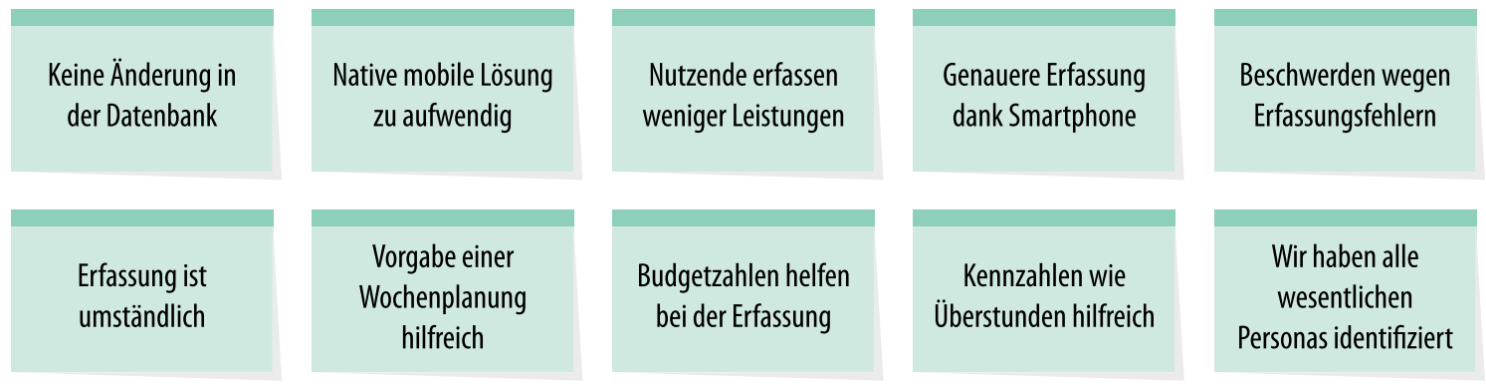 Keine Änderung in
der Datenbank
Native mobile Lösung
zu aufwendig
Nutzende erfassen
weniger Leistungen
Genauere Erfassung
dank Smartphone
Beschwerden wegen
Erfassungsfehlern
Erfassung ist
umständlich
Vorgabe einer
Wochenplanung
hilfreich
Budgetzahlen helfen
bei der Erfassung
Kennzahlen wie
Überstunden hilfreich
Wir haben alle
wesentlichen
Personas identifiziert